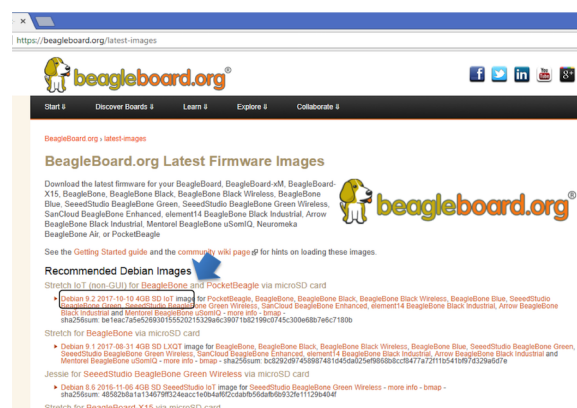 ×
https://beagleboard.org/latest-images
beagleboard.org®
Start ⇓ Discover Boards ⇓ Learn ⇓ Explore ⇓ Collaborate ⇓
BeagleBoard.org › latest-images
BeagleBoard.org Latest Firmware Images
Download the latest firmware for your BeagleBoard, BeagleBoard-xM, BeagleBoard-
X15, BeagleBone, BeagleBone Black, BeagleBone Black Wireless, BeagleBone
Blue, SeeedStudio BeagleBone Green, SeeedStudio BeagleBone Green Wireless,
SanCloud BeagleBone Enhanced, element14 BeagleBone Black Industrial, Arrow
BeagleBone Black Industrial, Mentorel BeagleBone uSomIQ, Neuromeka
BeagleBone Air, or PocketBeagle
beagleboard.org®
See the Getting Started guide and the community wiki page for hints on loading these images.
Recommended Debian Images
Stretch IoT (non-GUI) for BeagleBone and PocketBeagle via microSD card
Debian 9.2 2017-10-10 4GB SD IoT image for PocketBeagle, BeagleBone, BeagleBone Black, BeagleBone Black Wireless, BeagleBone Blue, SeeedStudio
BeagleBone Green, SeeedStudio BeagleBone Green Wireless, SanCloud BeagleBone Enhanced, element14 BeagleBone Black Industrial, Arrow BeagleBone
Black Industrial and Mentorel BeagleBone uSomIQ - more info - bmap -
sha256sum:
Stretch for BeagleBone via microSD card
Debian 9.1 2017-08-31 4GB SD LXQT image for BeagleBone, BeagleBone Black, BeagleBone Black Wireless, BeagleBone Blue, SeeedStudio BeagleBone Green,
SeeedStudio BeagleBone Green Wireless, SanCloud BeagleBone Enhanced, element14 BeagleBone Black Industrial, Arrow BeagleBone Black Industrial and
Mentorel BeagleBone uSomIQ - more info - bmap - sha256sum:
Jessie for SeeedStudio BeagleBone Green Wireless via microSD card
Debian 8.6 2016-11-06 4GB SD SeeedStudio IoT image for SeeedStudio BeagleBone Green Wireless - more info - bmap -
sha256sum:
Stretch for BeagleBoard-X15 via microSD card